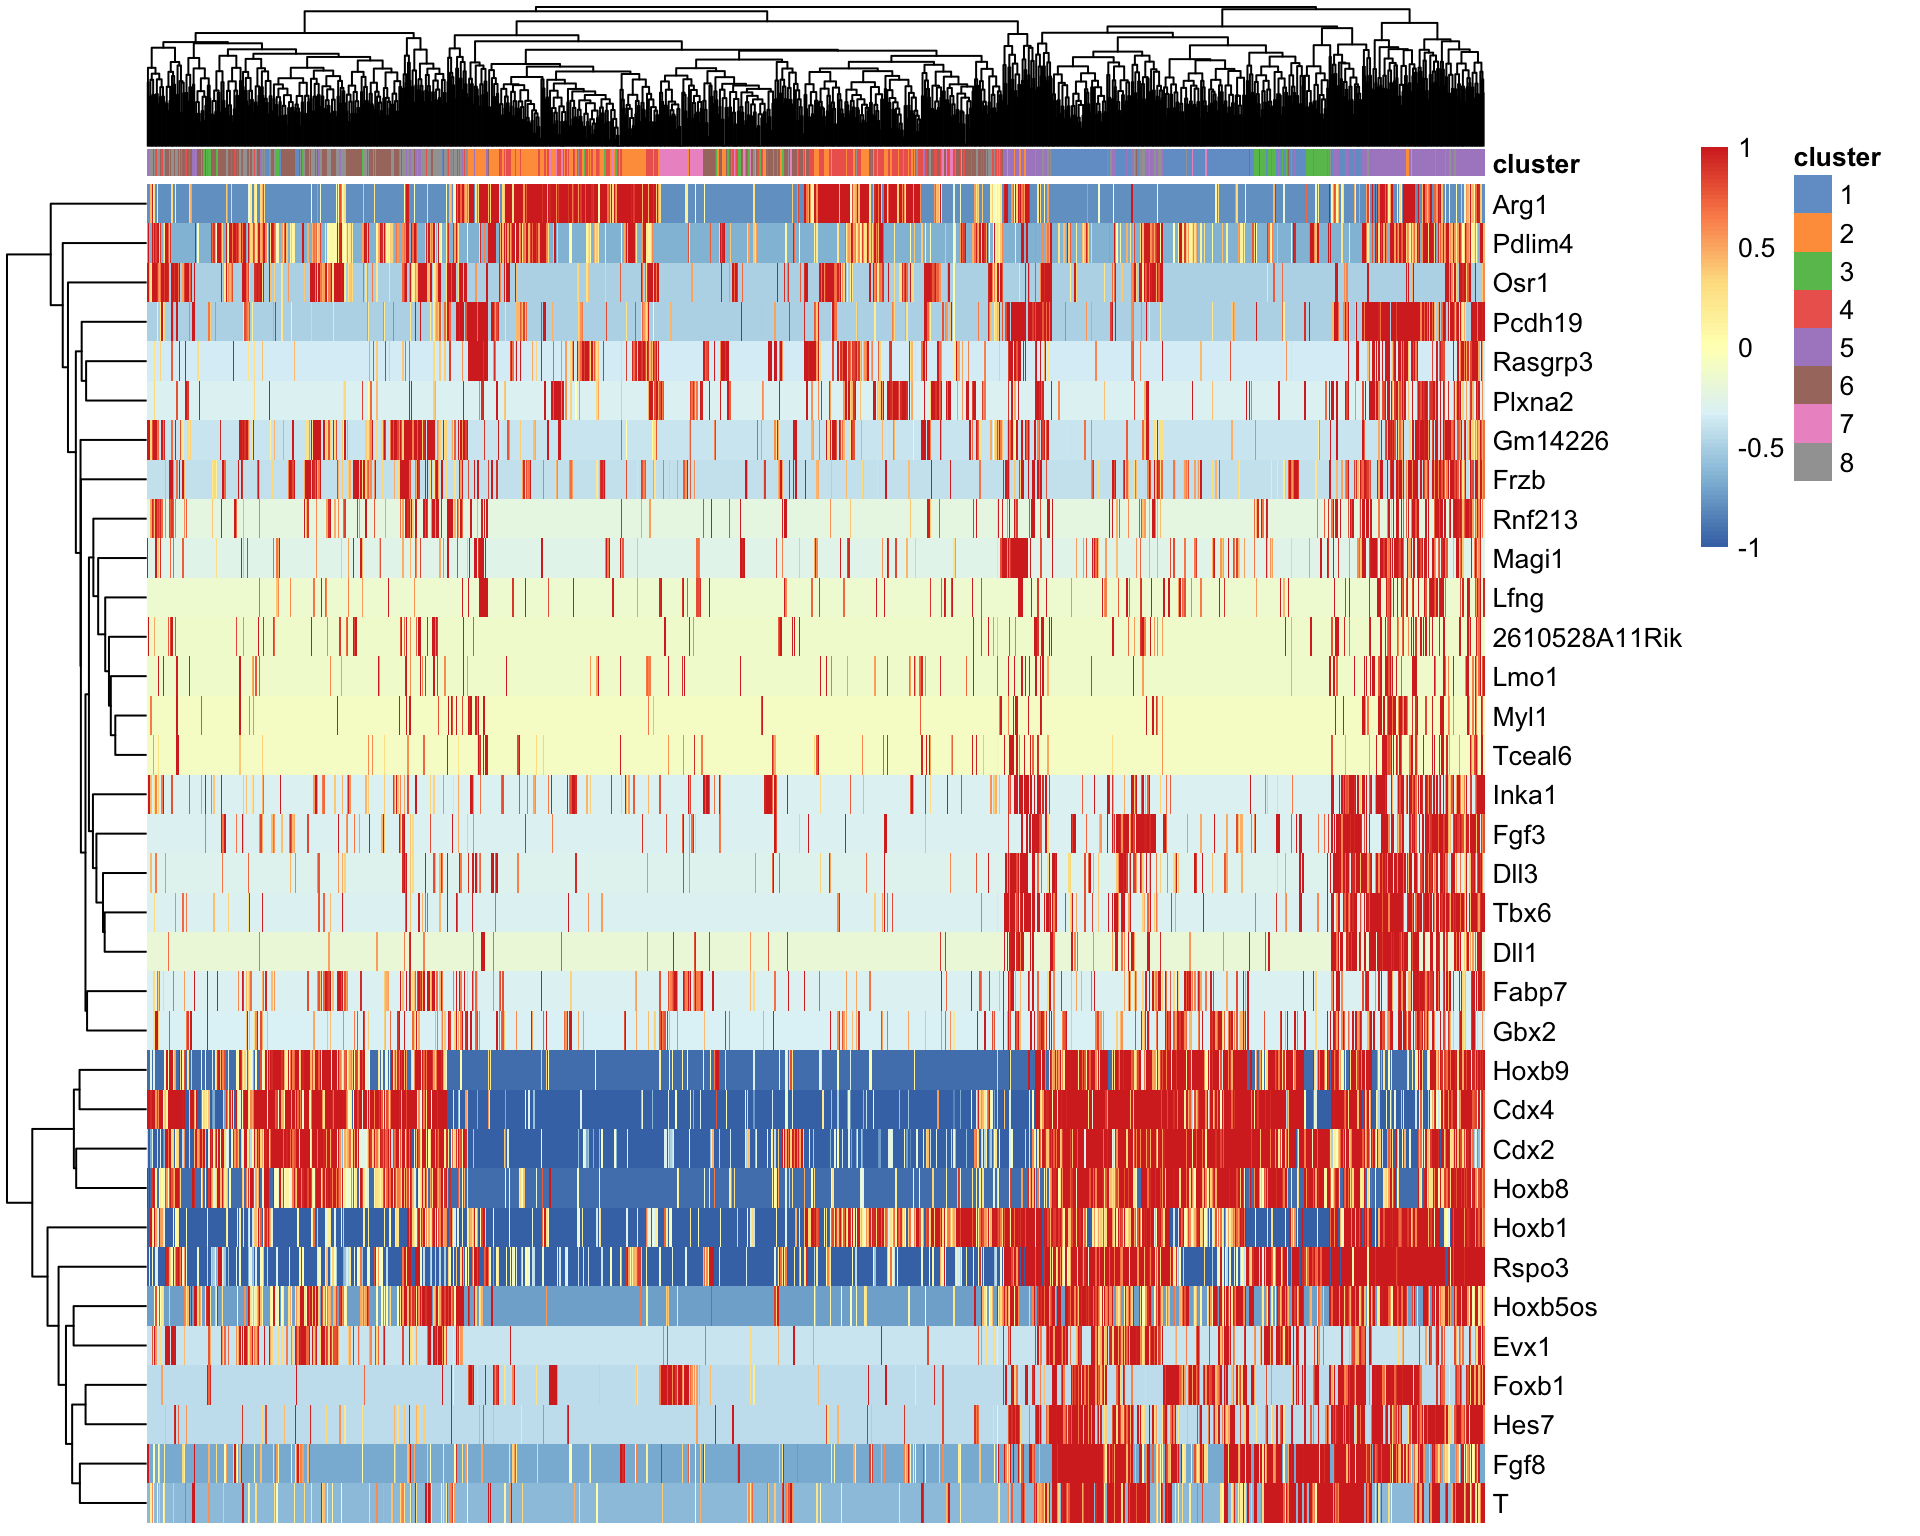 cluster
Arg1
Pdlim4
Osr1
Pcdh19
Rasgrp3
Plxna2
Gm14226
Frzb
Rnf213
Magi1
Lfng
2610528A11Rik
Lmo1
Myl1
Tceal6
Inka1
Fgf3
Dll3
Tbx6
Dll1
Fabp7
Gbx2
Hoxb9
Cdx4
Cdx2
Hoxb8
Hoxb1
Rspo3
Hoxb5os
Evx1
Foxb1
Hes7
Fgf8
T
1
0.5
0
-0.5
-1
cluster
1
2
3
4
5
6
7
8